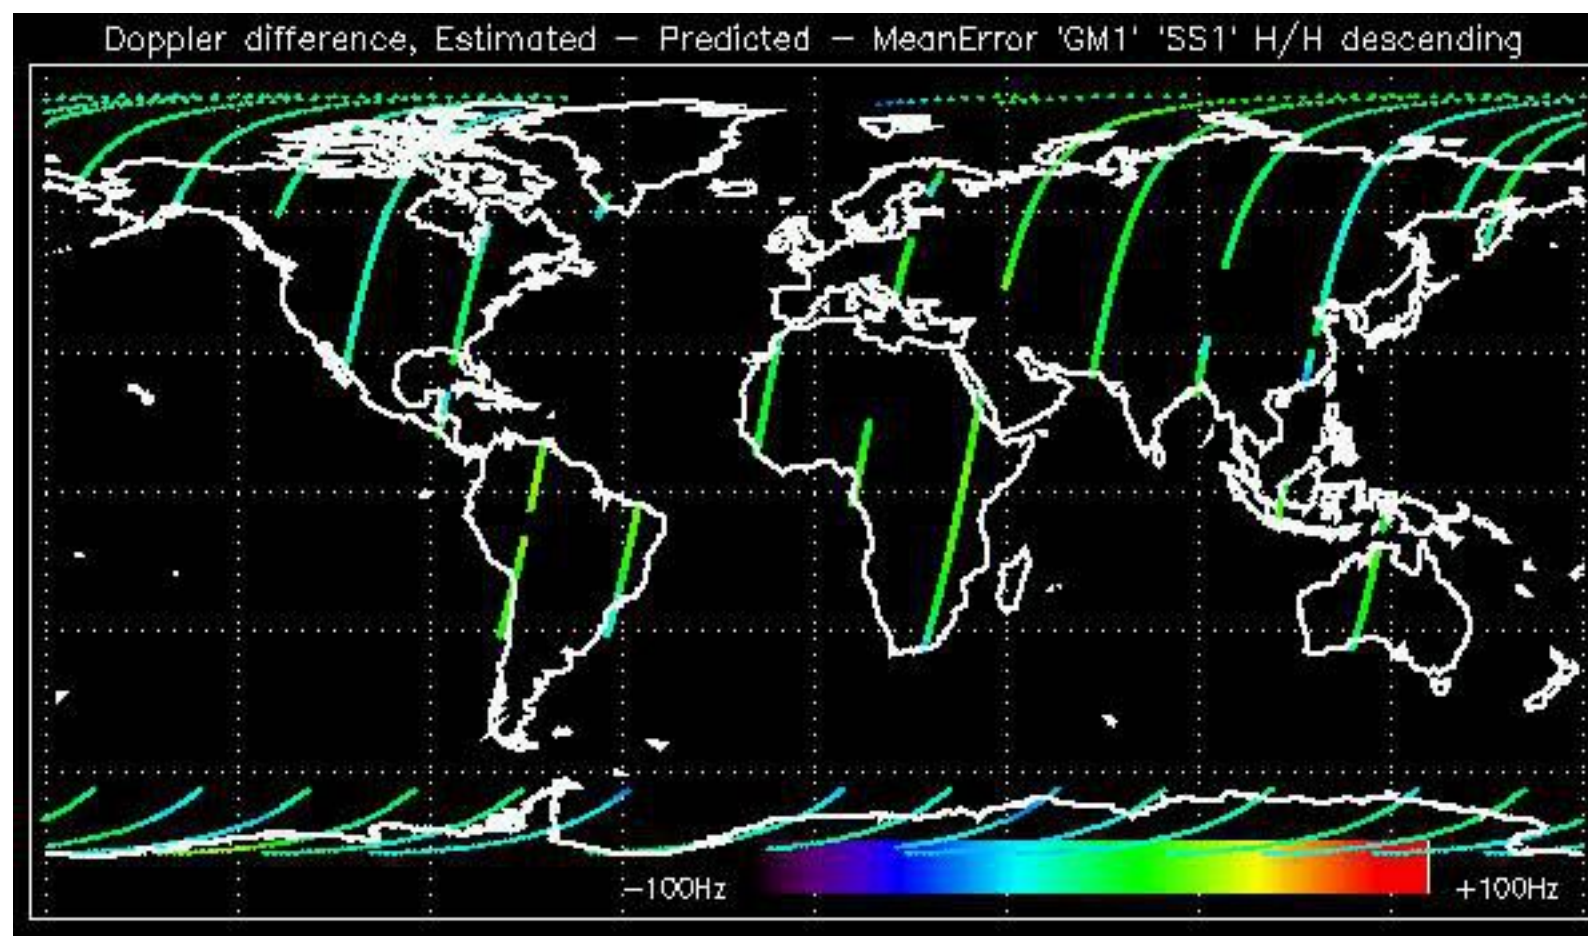 Doppler difference, Estimated − Predicted − MeanError 'GM1' 'SS1' H/H descending
−100Hz
+100Hz